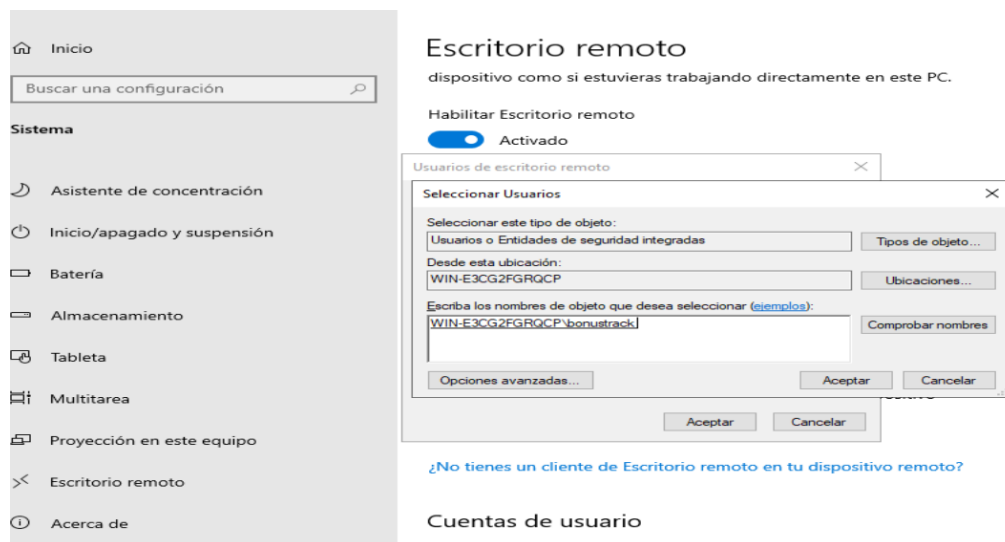 Inicio
Buscar una configuración
Sistema
Asistente de concentración
Inicio/apagado y suspensión
Batería
Almacenamiento
Tableta
Multitarea
Proyección en este equipo
Escritorio remoto
Acerca de
Escritorio remoto
dispositivo como si estuvieras trabajando directamente en este PC.
Habilitar Escritorio remoto
Activado
Usuarios de escritorio remoto
Seleccionar Usuarios
Seleccionar este tipo de objeto:
Usuarios o Entidades de seguridad integradas
Tipos de objeto...
Desde esta ubicación:
WIN-E3CG2FGRQCP
Ubicaciones...
Escriba los nombres de objeto que desea seleccionar (ejemplos):
WIN-E3CG2FGRQCP\bonustrack
Comprobar nombres
Opciones avanzadas...
Aceptar
Cancelar
Aceptar
Cancelar
¿No tienes un cliente de Escritorio remoto en tu dispositivo remoto?
Cuentas de usuario